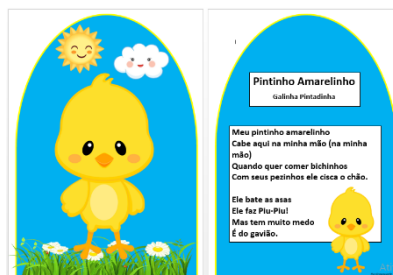 Pintinho Amarelinho
Galinha Pintadinha
Meu pintinho amarelinho
Cabe aqui na minha mão (na minha
mão)
Quando quer comer bichinhos
Com seus pezinhos ele cisca o chão.
Ele bate as asas
Ele faz Piu-Piu!
Mas tem muito medo
É do gavião.